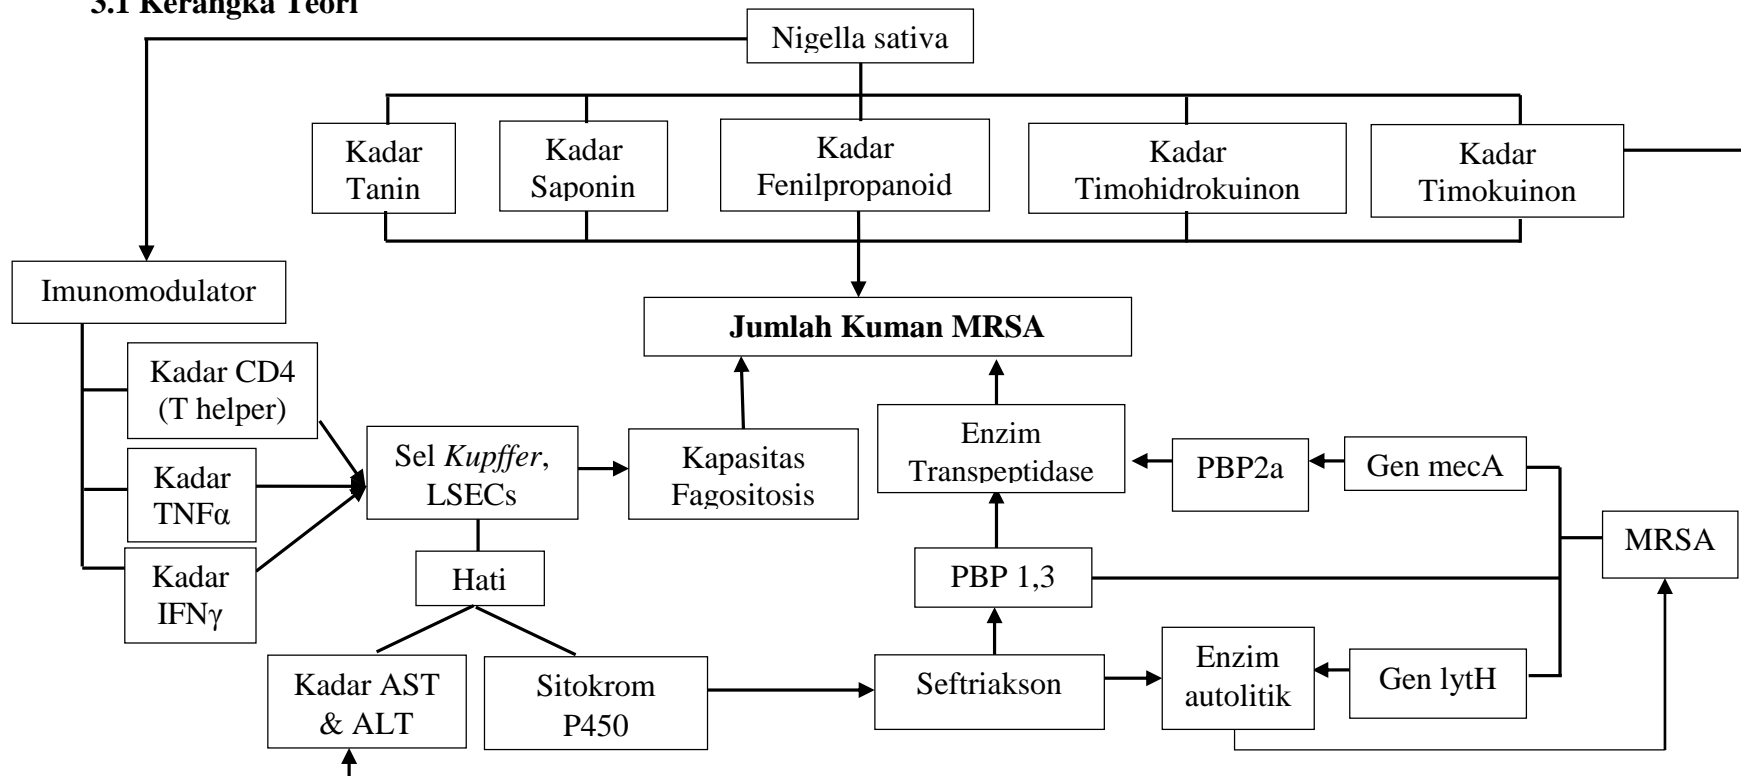 3.1 Kerangka Teori
Nigella sativa
Kadar
Tanin
Kadar
Saponin
Kadar
Fenilpropanoid
Kadar
Timohidrokuinon
Kadar
Timokuinon
Imunomodulator
Jumlah Kuman MRSA
Kadar CD4
(T helper)
Kadar
TNFα
Kadar
IFNγ
Sel Kupffer,
LSECs
Kapasitas
Fagositosis
Enzim
Transpeptidase
PBP2a
Gen mecA
MRSA
Hati
PBP 1,3
Kadar AST
& ALT
Sitokrom
P450
Seftriakson
Enzim
autolitik
Gen lytH